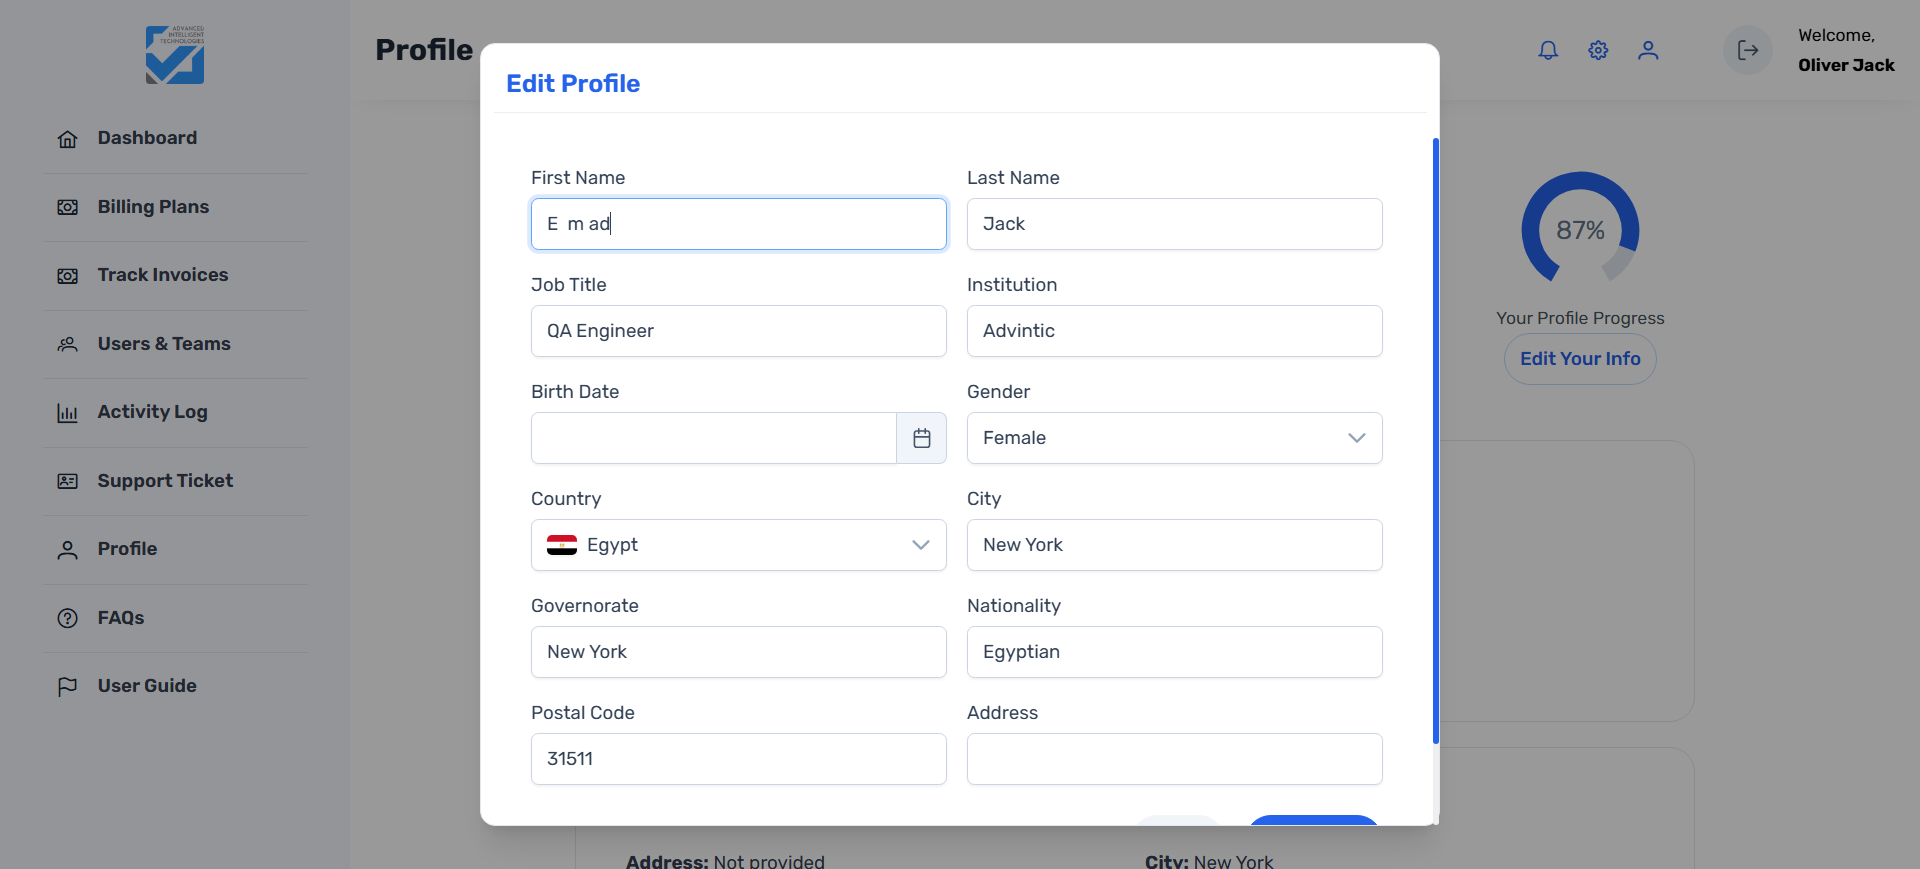 ADVANCED
INTELLIGENT
TECHNOLOGIES
Profile
Welcome,
Oliver Jack
Dashboard
Billing Plans
Track Invoices
Users & Teams
Activity Log
Support Ticket
Profile
FAQs
User Guide
Edit Profile
First Name
Last Name
E  m ad
Jack
Job Title
Institution
QA Engineer
Advintic
Birth Date
Gender
Female
Country
City
Egypt
New York
Governorate
Nationality
New York
Egyptian
Postal Code
Address
31511
87%
Your Profile Progress
Edit Your Info
Address: Not provided
City: New York